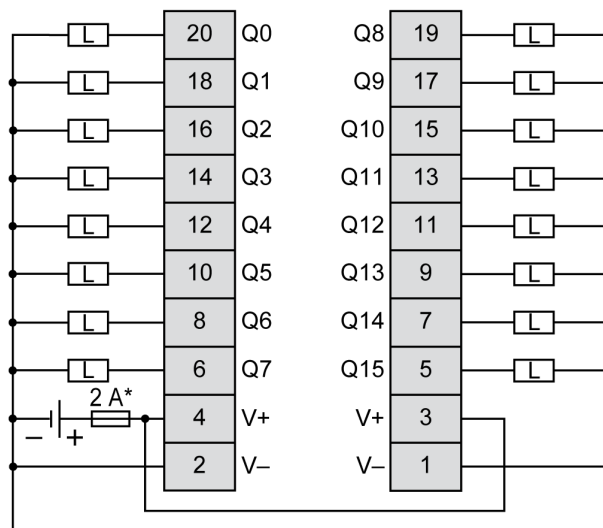 L 20 Q0 Q8 19 L
L 18 Q1 Q9 17 L
L 16 Q2 Q10 15 L
L 14 Q3 Q11 13 L
L 12 Q4 Q12 11 L
L 10 Q5 Q13 9 L
L 8 Q6 Q14 7 L
L 6 Q7 Q15 5 L
2 A*
– + 4 V+ V+ 3
2 V– V– 1